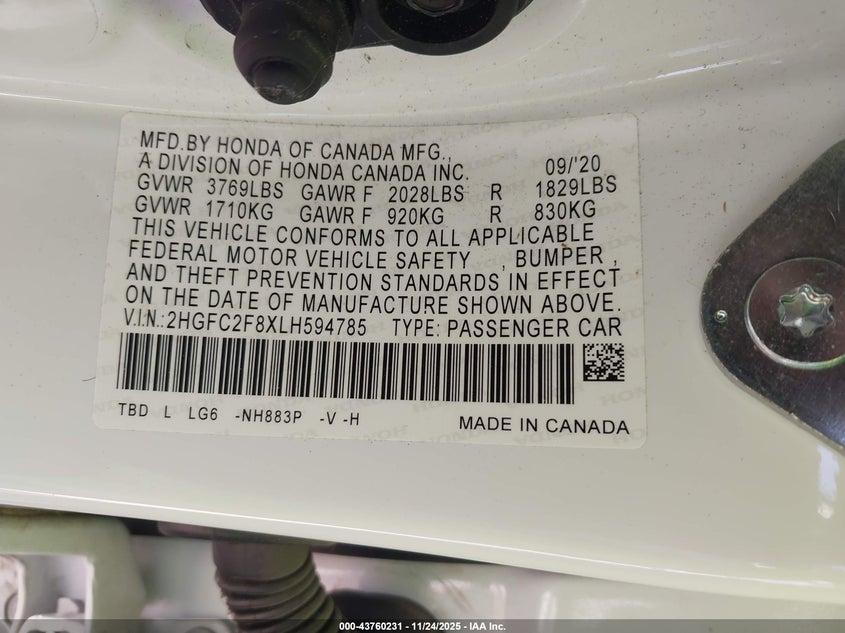 MFD.BY HONDA OF CANADA MFG.,
A DIVISION OF HONDA CANADA INC. 09/'20
GVWR 3769LBS GAWR F 2028LBS R 1829LBS
GVWR 1710KG GAWR F 920KG R 830KG
THIS VEHICLE CONFORMS TO ALL APPLICABLE
FEDERAL MOTOR VEHICLE SAFETY , BUMPER ,
AND THEFT PREVENTION STANDARDS IN EFFECT
ON THE DATE OF MANUFACTURE SHOWN ABOVE.
V.I.N.:2HGFC2F8XLH594785 TYPE: PASSENGER CAR
TBD L LG6 -NH883P -V -H MADE IN CANADA
000-43760231 - 11/24/2025 - IAA Inc.